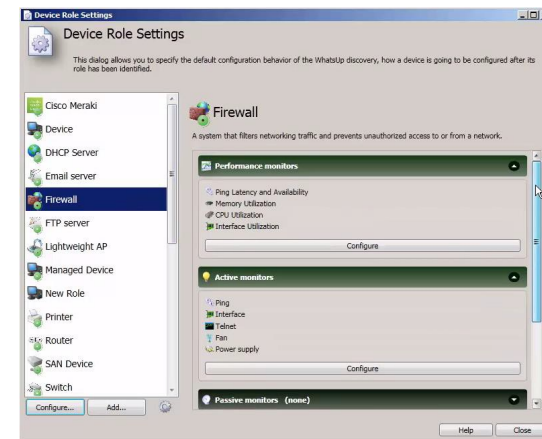 Device Role Settings
Device Role Settings
This dialog allows you to specify the default configuration behavior of the WhatsUp discovery, how a device is going to be configured after its
role has been identified.
Cisco Meraki
Device
DHCP Server
Email server
Firewall
FTP server
Lightweight AP
Managed Device
New Role
Printer
Router
SAN Device
Switch
Configure...
Add...
Firewall
A system that filters networking traffic and prevents unauthorized access to or from a network.
Performance monitors
Ping Latency and Availability
Memory Utilization
CPU Utilization
Interface Utilization
Configure
Active monitors
Ping
Interface
Telnet
Fan
Power supply
Configure
Passive monitors (none)
Help
Close